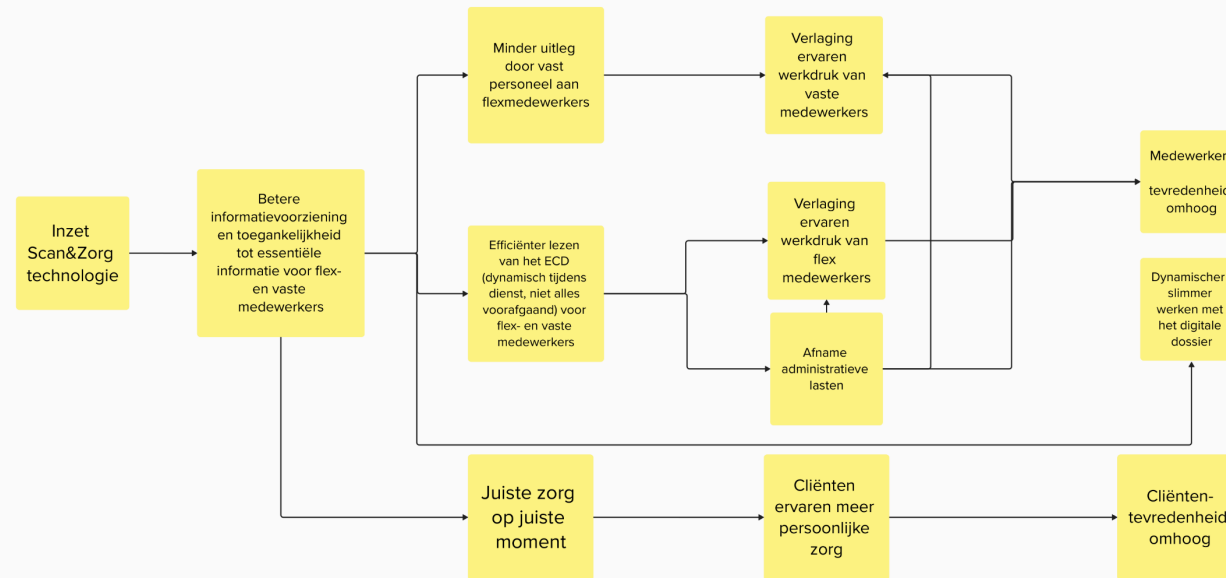 Inzet
Scan&Zorg
technologie
Betere
informatievoorziening
en toegankelijkheid
tot essentiële
informatie voor flex-
en vaste
medewerkers
Minder uitleg
door vast
personeel aan
flexmedewerkers
Efficiënter lezen
van het ECD
(dynamisch tijdens
dienst, niet alles
voorafgaand) voor
flex- en vaste
medewerkers
Juiste zorg
op juiste
moment
Verlaging
ervaren
werkdruk van
vaste
medewerkers
Verlaging
ervaren
werkdruk van
flex
medewerkers
Afname
administratieve
lasten
Cliënten
ervaren meer
persoonlijke
zorg
Medewerker
tevredenheid
omhoog
Dynamischer
slimmer
werken met
het digitale
dossier
Cliënten-
tevredenheid
omhoog